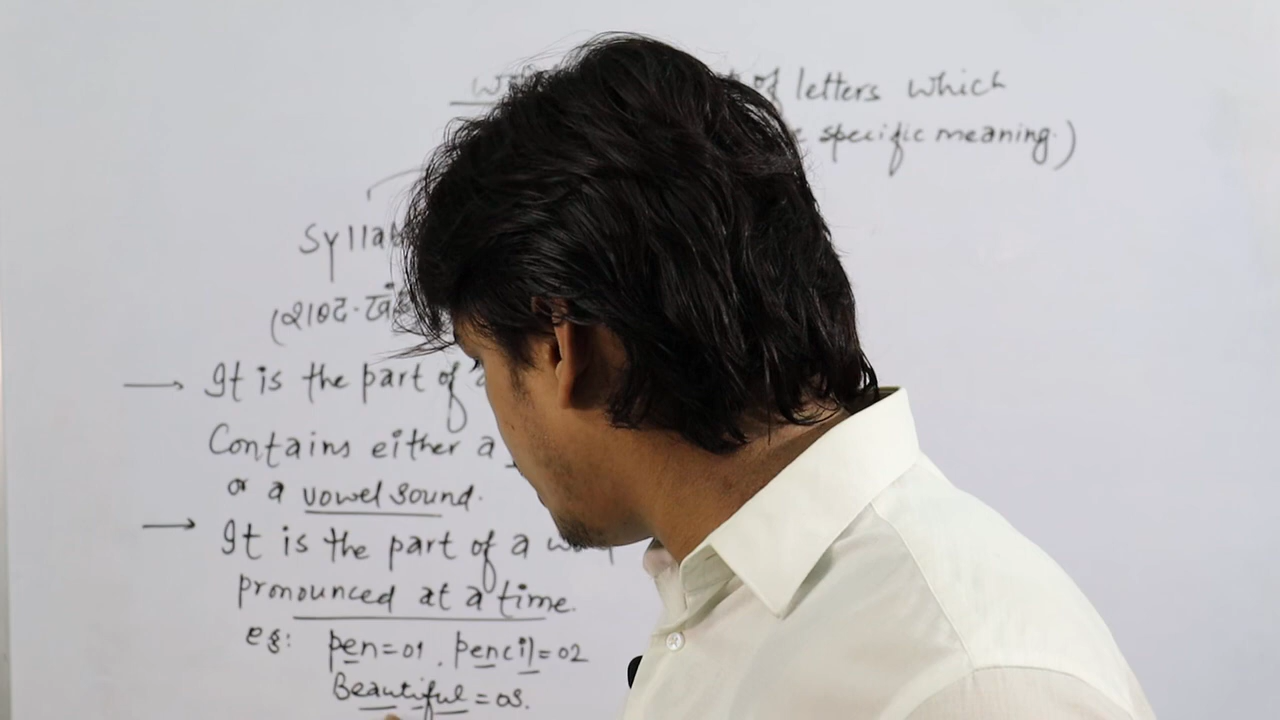 of letters which
specific meaning.)
Syllab
(शब्द-खं
It is the part of a
Contains either a
or a vowel sound.
It is the part of a
pronounced at a time.
eg: pen=01, pencil=02
Beautiful=03.